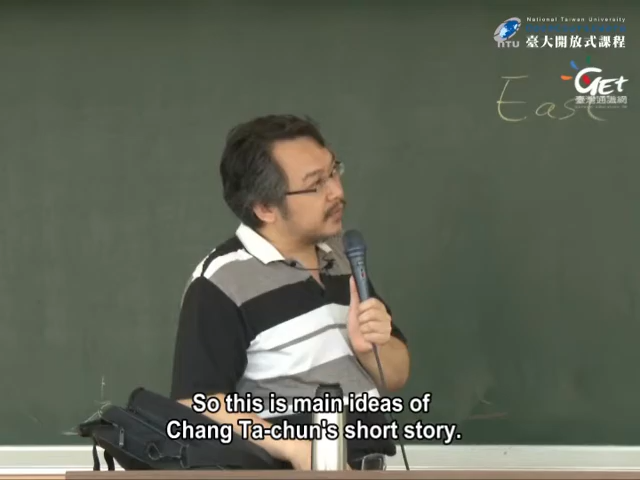 National Taiwan University
NTU 臺大開放式課程
GET
臺灣通識網
East
So this is main ideas of
Chang Ta-chun's short story.